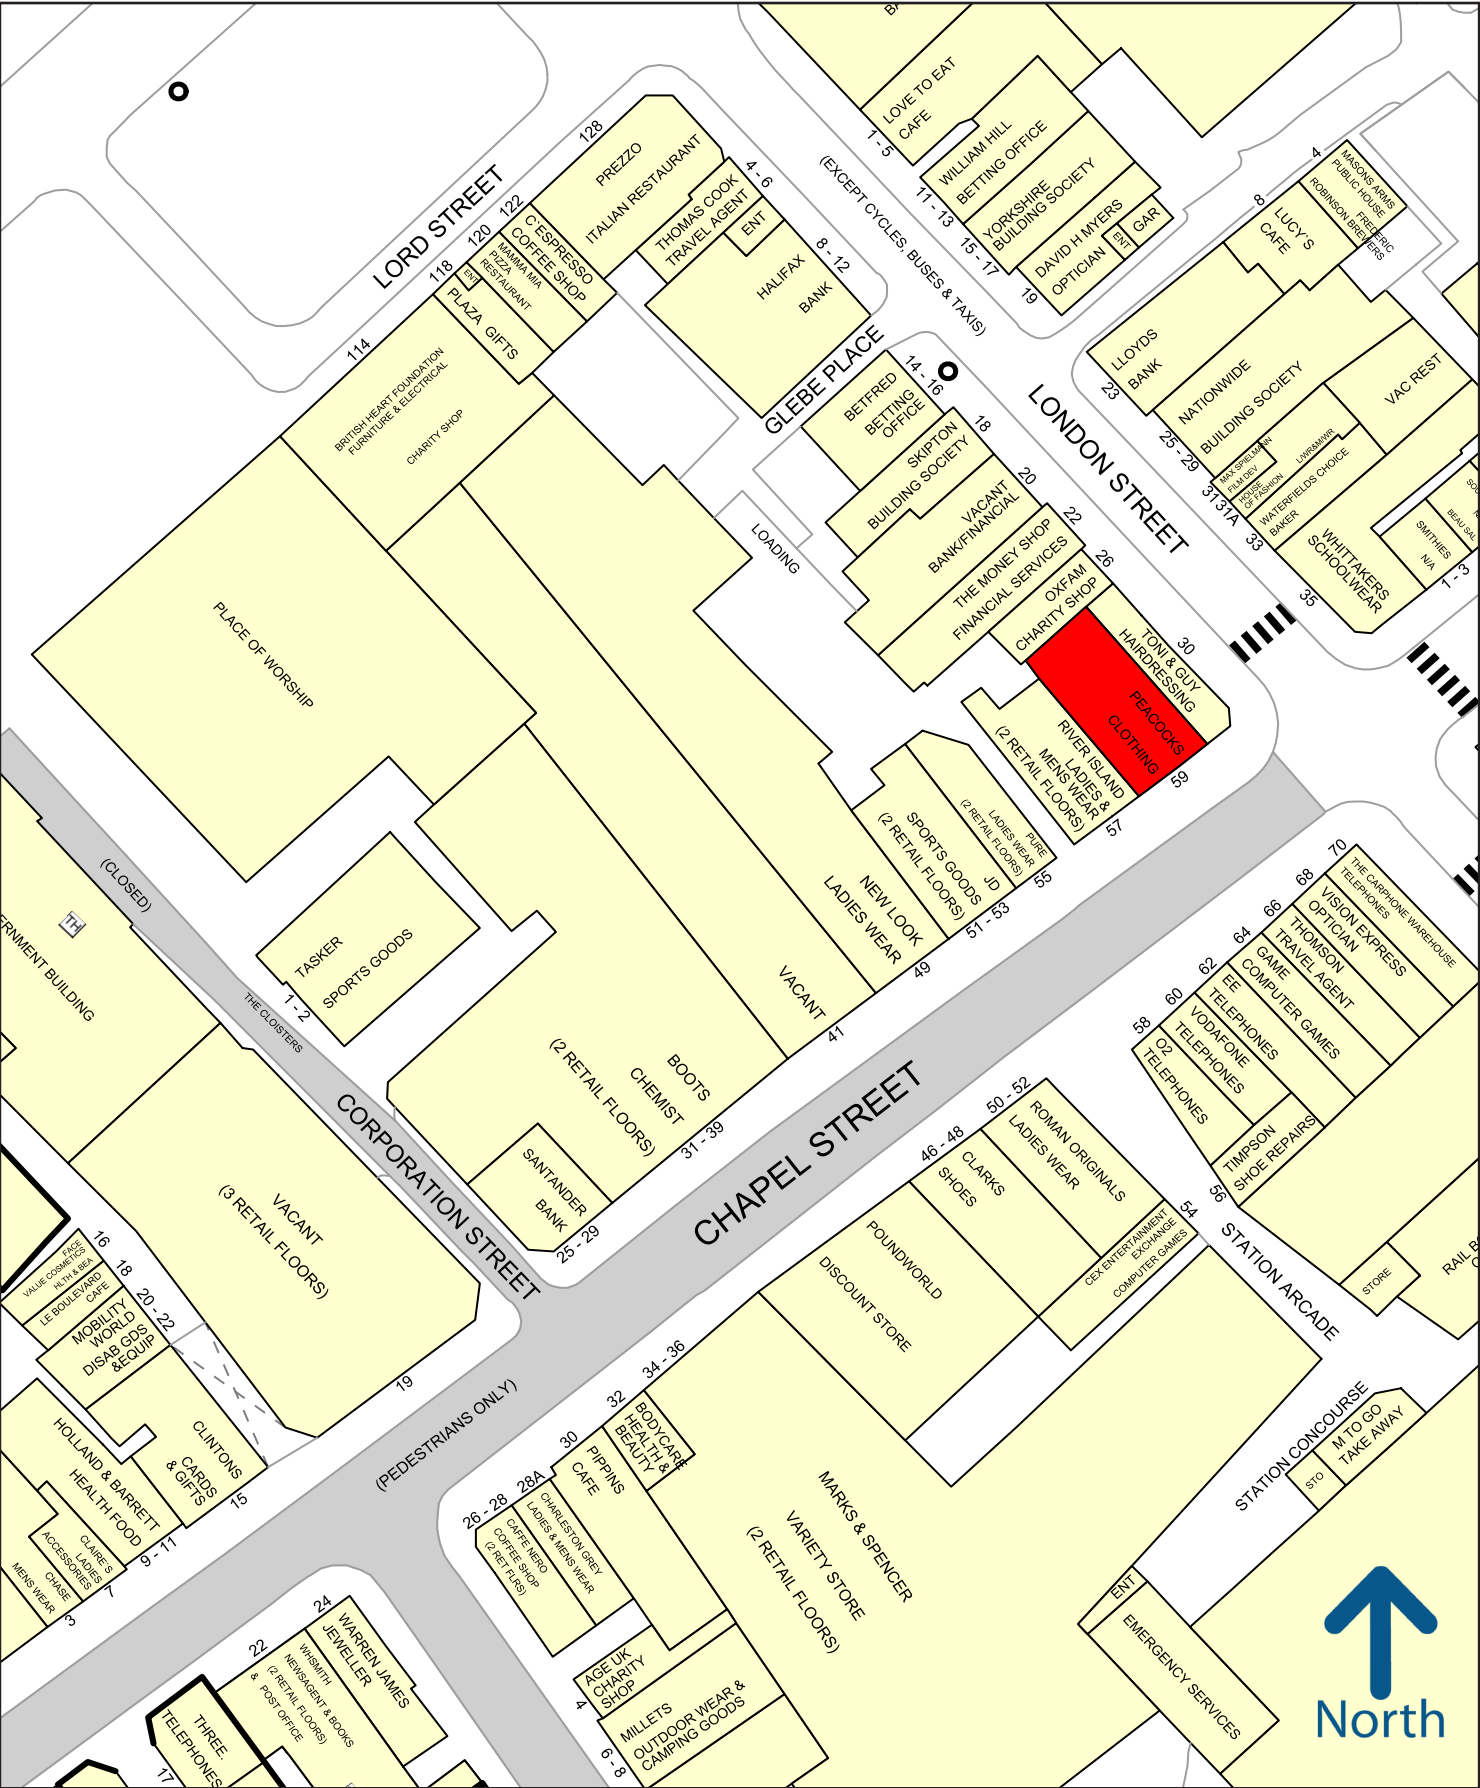 LOVE TO EAT
CAFE
1 - 5
WILLIAM HILL
BETTING OFFICE
11 - 13
YORKSHIRE
BUILDING SOCIETY
15 - 17
DAVID H MYERS
OPTICIAN
ENT
GAR
19
(EXCEPT CYCLES, BUSES & TAXIS)
4
MASONS ARMS
PUBLIC HOUSE
FREDERIC
ROBINSON BREWERS
8
LUCY'S
CAFE
LLOYDS
BANK
23
NATIONWIDE
BUILDING SOCIETY
25 - 29
VAC REST
MAX SPIELMANN
FILM DEV
31
HOUSE
OF FASHION
31A
L/WR&M/WR
WATERFIELDS CHOICE
BAKER
33
WHITTAKERS
SCHOOLWEAR
35
SMITHIES
N/A
1 - 3
BEAU SAL
LORD STREET
128
PREZZO
ITALIAN RESTAURANT
4 - 6
THOMAS COOK
TRAVEL AGENT
ENT
8 - 12
HALIFAX
BANK
122
C'ESPRESSO
COFFEE SHOP
120
MAMMA MIA
PIZZA
RESTAURANT
118
ENT
PLAZA GIFTS
114
BRITISH HEART FOUNDATION
FURNITURE & ELECTRICAL
CHARITY SHOP
GLEBE PLACE
LONDON STREET
14 - 16
BETFRED
BETTING
OFFICE
18
SKIPTON
BUILDING SOCIETY
20
VACANT
BANK/FINANCIAL
22
THE MONEY SHOP
FINANCIAL SERVICES
26
OXFAM
CHARITY SHOP
30
TONI & GUY
HAIRDRESSING
PEACOCKS
CLOTHING
59
RIVER ISLAND
LADIES &
MENS WEAR
(2 RETAIL FLOORS)
57
LOADING
PLACE OF WORSHIP
PURE
LADIES WEAR
(2 RETAIL FLOORS)
55
JD
SPORTS GOODS
(2 RETAIL FLOORS)
51 - 53
NEW LOOK
LADIES WEAR
49
VACANT
41
BOOTS
CHEMIST
(2 RETAIL FLOORS)
31 - 39
SANTANDER
BANK
25 - 29
TASKER
SPORTS GOODS
1 - 2
(CLOSED)
TH
ERNMENT BUILDING
THE CLOISTERS
CORPORATION STREET
CHAPEL STREET
(PEDESTRIANS ONLY)
VACANT
(3 RETAIL FLOORS)
19
16
FACE
VALUE COSMETICS
HLTH & BEA
18
LE BOULEVARD
CAFE
20 - 22
MOBILITY
WORLD
DISAB GDS
&EQUIP
CLINTONS
CARDS
& GIFTS
15
HOLLAND & BARRETT
HEALTH FOOD
9 - 11
CLAIRE'S
LADIES
ACCESSORIES
7
CHASE
MENS WEAR
3
70
THE CARPHONE WAREHOUSE
TELEPHONES
68
VISION EXPRESS
OPTICIAN
66
THOMSON
TRAVEL AGENT
64
GAME
COMPUTER GAMES
62
EE
TELEPHONES
60
VODAFONE
TELEPHONES
58
O2
TELEPHONES
TIMPSON
SHOE REPAIRS
56
50 - 52
ROMAN ORIGINALS
LADIES WEAR
46 - 48
CLARKS
SHOES
54
CEX ENTERTAINMENT
EXCHANGE
COMPUTER GAMES
STATION ARCADE
STORE
RAIL B
POUNDWORLD
DISCOUNT STORE
34 - 36
MARKS & SPENCER
VARIETY STORE
(2 RETAIL FLOORS)
32
BODYCARE
HEALTH &
BEAUTY
30
PIPPINS
CAFE
28A
CHARLESTON GREY
LADIES & MENS WEAR
26 - 28
CAFFE NERO
COFFEE SHOP
(2 RET FLRS)
4
AGE UK
CHARITY
SHOP
MILLETS
OUTDOOR WEAR &
CAMPING GOODS
6 - 8
STATION CONCOURSE
M TO GO
TAKE AWAY
STO
ENT
EMERGENCY SERVICES
24
WARREN JAMES
JEWELLER
22
WHSMITH
NEWSAGENT & BOOKS
(2 RETAIL FLOORS)
& POST OFFICE
THREE.
TELEPHONES
17
North